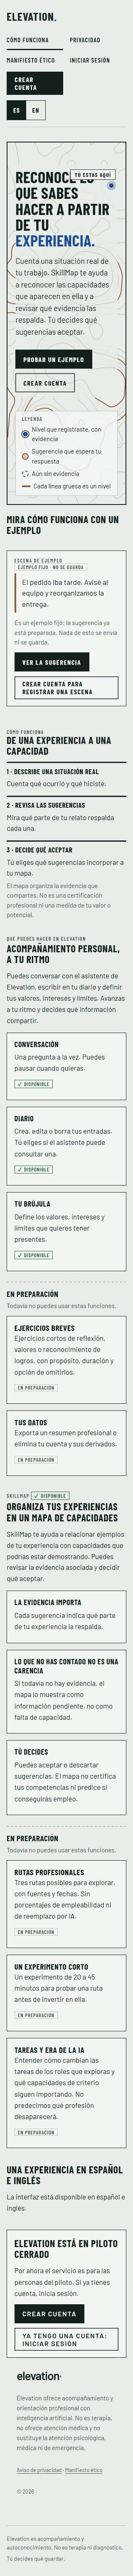 ELEVATION.
CÓMO FUNCIONA
PRIVACIDAD
MANIFIESTO ÉTICO
INICIAR SESIÓN
CREAR
CUENTA
ES
EN
TÚ ESTÁS AQUÍ
QUE SABES
HACER A PARTIR
DE TU
EXPERIENCIA.
Cuenta una situación real de
tu trabajo. SkillMap te ayuda
a reconocer las capacidades
que aparecen en ella y a
revisar qué evidencia las
respalda. Tú decides qué
sugerencias aceptar.
PROBAR UN EJEMPLO
CREAR CUENTA
LEYENDA
Nivel que registraste, con
evidencia
Sugerencia que espera tu
respuesta
Aún sin evidencia
Cada línea gruesa es un nivel
MIRA CÓMO FUNCIONA CON UN
EJEMPLO
ESCENA DE EJEMPLO
EJEMPLO FIJO · NO SE GUARDA
El pedido iba tarde. Avisé al
equipo y reorganizamos la
entrega.
Es un ejemplo fijo: la sugerencia ya
está preparada. Nada de esto se envía
ni se guarda.
VER LA SUGERENCIA
CREAR CUENTA PARA
REGISTRAR UNA ESCENA
CÓMO FUNCIONA
DE UNA EXPERIENCIA A UNA
CAPACIDAD
1 · DESCRIBE UNA SITUACIÓN REAL
Cuenta qué ocurrió y qué hiciste.
2 · REVISA LAS SUGERENCIAS
Mira qué parte de tu relato respalda
cada una.
3 · DECIDE QUÉ ACEPTAR
Tú eliges qué sugerencias incorporar a
tu mapa.
El mapa organiza la evidencia que
compartes. No es una certificación
profesional ni una medida de tu valor o
potencial.
QUÉ PUEDES HACER EN ELEVATION
ACOMPAÑAMIENTO PERSONAL,
A TU RITMO
Puedes conversar con el asistente de
Elevation, escribir en tu diario y definir
tus valores, intereses y límites. Avanzas
a tu ritmo y decides qué información
compartir.
CONVERSACIÓN
Una pregunta a la vez. Puedes
pausar cuando quieras.
✓ DISPONIBLE
DIARIO
Crea, edita o borra tus entradas.
Tú eliges si el asistente puede
consultar una.
✓ DISPONIBLE
TU BRÚJULA
Define los valores, intereses y
límites que quieres tener
presentes.
✓ DISPONIBLE
EN PREPARACIÓN
Todavía no puedes usar estas funciones.
EJERCICIOS BREVES
Ejercicios cortos de reflexión,
valores o reconocimiento de
logros, con propósito, duración y
opción de omitirlos.
EN PREPARACIÓN
TUS DATOS
Exporta un resumen profesional o
elimina tu cuenta y sus derivados.
EN PREPARACIÓN
SKILLMAP
✓ DISPONIBLE
ORGANIZA TUS EXPERIENCIAS
EN UN MAPA DE CAPACIDADES
SkillMap te ayuda a relacionar ejemplos
de tu experiencia con capacidades que
podrías estar demostrando. Puedes
revisar la evidencia asociada y decidir
qué aceptar.
LA EVIDENCIA IMPORTA
Cada sugerencia indica qué parte
de tu experiencia la respalda.
LO QUE NO HAS CONTADO NO ES UNA
CARENCIA
Si todavía no hay evidencia, el
mapa lo muestra como
información pendiente, no como
falta de capacidad.
TÚ DECIDES
Puedes aceptar o descartar
sugerencias. El mapa no certifica
tus competencias ni predice si
conseguirás empleo.
EN PREPARACIÓN
Todavía no puedes usar estas funciones.
RUTAS PROFESIONALES
Tres rutas posibles para explorar,
con fuentes y fechas. Sin
porcentajes de empleabilidad ni
de reemplazo por IA.
EN PREPARACIÓN
UN EXPERIMENTO CORTO
Un experimento de 20 a 45
minutos para probar una ruta
antes de invertir en ella.
EN PREPARACIÓN
TAREAS Y ERA DE LA IA
Entender cómo cambian las
tareas de los roles que exploras y
qué capacidades de criterio
siguen importando. No
predecimos qué profesión
desaparecerá.
EN PREPARACIÓN
UNA EXPERIENCIA EN ESPAÑOL
E INGLÉS
La interfaz está disponible en español e
inglés.
ELEVATION ESTÁ EN PILOTO
CERRADO
Por ahora el servicio es para las
personas del piloto. Si ya tienes
cuenta, inicia sesión.
CREAR CUENTA
YA TENGO UNA CUENTA:
INICIAR SESIÓN
elevation·
Elevation ofrece acompañamiento y
orientación profesional con
inteligencia artificial. No es terapia,
no ofrece atención médica y no
sustituye la atención psicológica,
médica ni de emergencia.
Aviso de privacidad · Manifiesto ético
© 2026
Elevation es acompañamiento y
autoconocimiento. No es terapia ni diagnóstico.
Tú decides qué guardar.